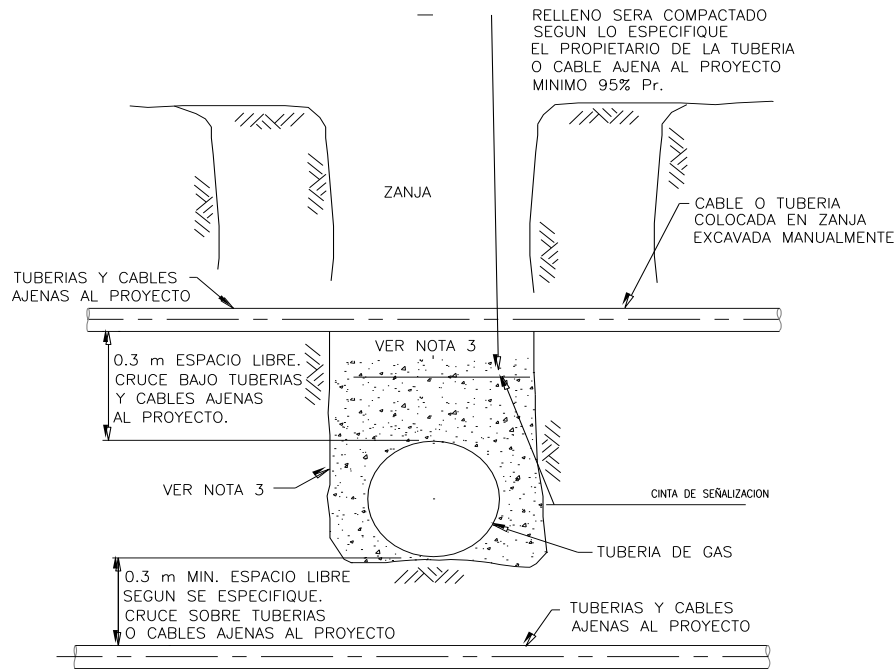 RELLENO SERA COMPACTADO
SEGUN LO ESPECIFIQUE
EL PROPIETARIO DE LA TUBERIA
O CABLE AJENA AL PROYECTO
MINIMO 95% Pr.
ZANJA
CABLE O TUBERIA
COLOCADA EN ZANJA
EXCAVADA MANUALMENTE
TUBERIAS Y CABLES
AJENAS AL PROYECTO
VER NOTA 3
0.3 m ESPACIO LIBRE.
CRUCE BAJO TUBERIAS
Y CABLES AJENAS
AL PROYECTO.
VER NOTA 3
CINTA DE SEÑALIZACION
TUBERIA DE GAS
0.3 m MIN. ESPACIO LIBRE
SEGUN SE ESPECIFIQUE.
CRUCE SOBRE TUBERIAS
O CABLES AJENAS AL PROYECTO
TUBERIAS Y CABLES
AJENAS AL PROYECTO